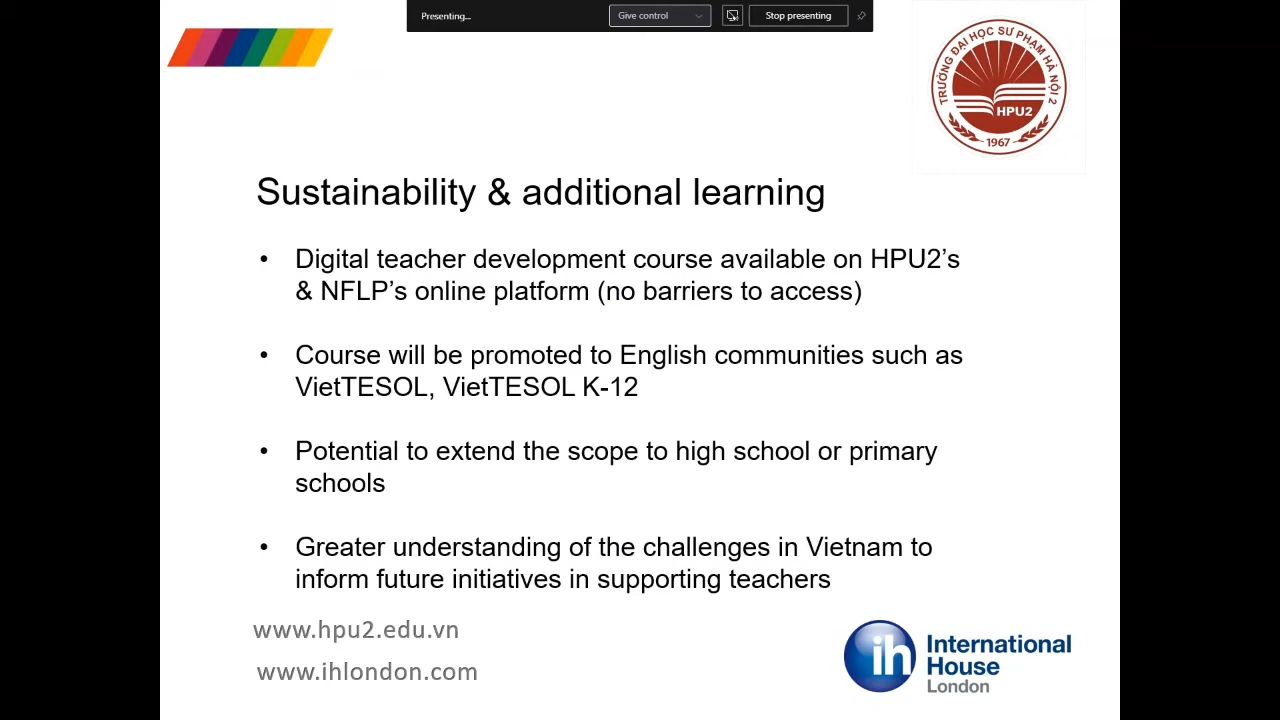 Presenting...
Give control
Stop presenting
TRƯỜNG ĐẠI HỌC SƯ PHẠM HÀ NỘI 2
HPU2
1967
Sustainability & additional learning
• Digital teacher development course available on HPU2’s
& NFLP’s online platform (no barriers to access)
• Course will be promoted to English communities such as
VietTESOL, VietTESOL K-12
• Potential to extend the scope to high school or primary
schools
• Greater understanding of the challenges in Vietnam to
inform future initiatives in supporting teachers
www.hpu2.edu.vn
www.ihlondon.com
ih
International
House
London